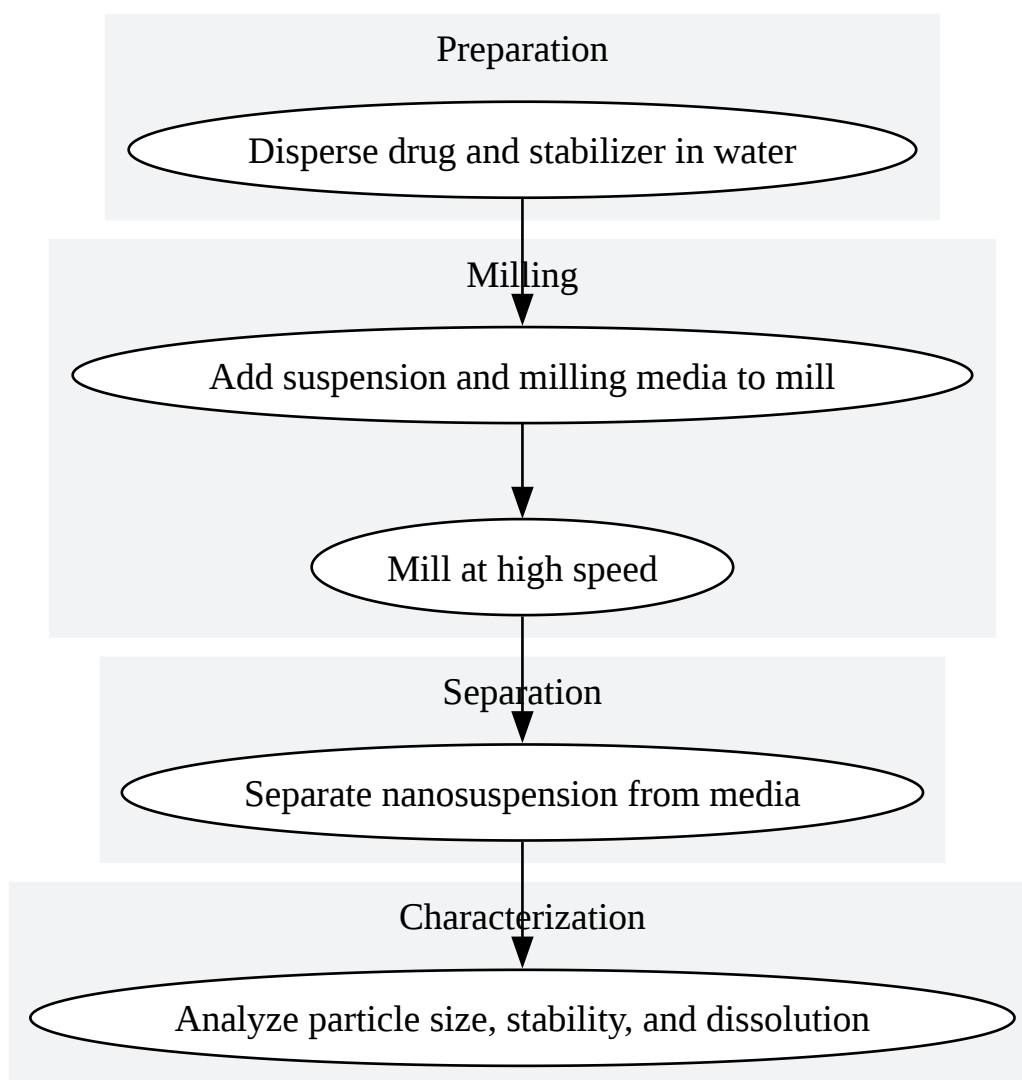 Preparation
Disperse drug and stabilizer in water
Milling
Add suspension and milling media to mill
Mill at high speed
Separation
Separate nanosuspension from media
Characterization
Analyze particle size, stability, and dissolution